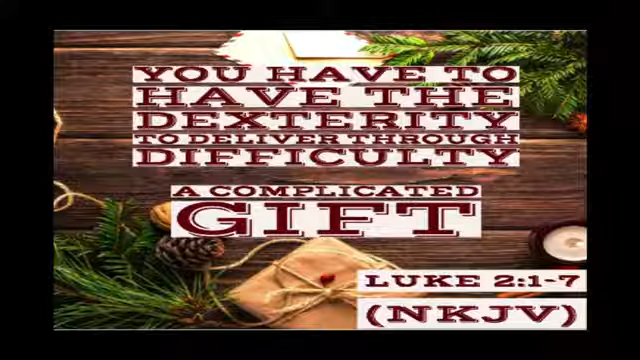 YOU HAVE TO
HAVE THE
DEXTERITY
TO DELIVER THROUGH
DIFFICULTY
A COMPLICATED
GIFT
LUKE 2:1-7
(NKJV)